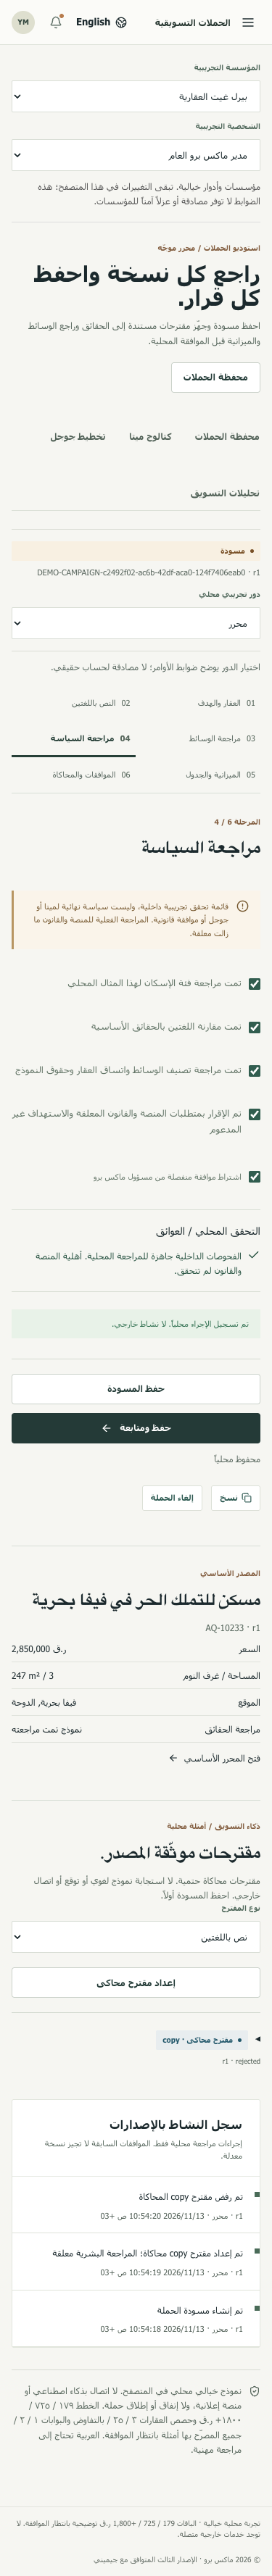 الحملات التسويقية
English
YM
المؤسسة التجريبية
بيرل غيت العقارية
الشخصية التجريبية
مدير ماكس برو العام
مؤسسات وأدوار خيالية. تبقى التغييرات في هذا المتصفح؛ هذه
الضوابط لا توفر مصادقة أو عزلاً آمناً للمؤسسات.
استوديو الحملات / محرر موجّه
راجع كل نسخة واحفظ
كل قرار.
احفظ مسودة وجهّز مقترحات مستندة إلى الحقائق وراجع الوسائط
والميزانية قبل الموافقة المحلية.
محفظة الحملات
محفظة الحملات
كتالوج ميتا
تخطيط جوجل
تحليلات التسويق
مسودة
DEMO-CAMPAIGN-c2492f02-ac6b-42df-aca0-124f7406eab0 · r1
دور تجريبي محلي
محرر
اختيار الدور يوضح ضوابط الأوامر؛ لا مصادقة لحساب حقيقي.
01 العقار والهدف
02 النص باللغتين
03 مراجعة الوسائط
04 مراجعة السياسة
05 الميزانية والجدول
06 الموافقات والمحاكاة
المرحلة 6 / 4
مراجعة السياسة
قائمة تحقق تجريبية داخلية، وليست سياسة نهائية لميتا أو
جوجل أو موافقة قانونية. المراجعة الفعلية للمنصة والقانون ما
زالت معلقة.
تمت مراجعة فئة الإسكان لهذا المثال المحلي
تمت مقارنة اللغتين بالحقائق الأساسية
تمت مراجعة تصنيف الوسائط واتساق العقار وحقوق النموذج
تم الإقرار بمتطلبات المنصة والقانون المعلقة والاستهداف غير
المدعوم
اشتراط موافقة منفصلة من مسؤول ماكس برو
التحقق المحلي / العوائق
الفحوصات الداخلية جاهزة للمراجعة المحلية. أهلية المنصة
والقانون لم تتحقق.
تم تسجيل الإجراء محلياً. لا نشاط خارجي.
حفظ المسودة
حفظ ومتابعة
محفوظ محلياً
نسخ
إلغاء الحملة
المصدر الأساسي
مسكن للتملك الحر في فيفا بحرية
AQ-10233 · r1
السعر
ر.ق 2,850,000
المساحة / غرف النوم
247 m² / 3
الموقع
فيفا بحرية, الدوحة
مراجعة الحقائق
نموذج تمت مراجعته
فتح المحرر الأساسي
ذكاء التسويق / أمثلة محلية
مقترحات موثّقة المصدر.
مقترحات محاكاة حتمية. لا استجابة نموذج لغوي أو توقع أو اتصال
خارجي. احفظ المسودة أولاً.
نوع المقترح
نص باللغتين
إعداد مقترح محاكى
مقترح محاكى · copy
r1 · rejected
سجل النشاط بالإصدارات
إجراءات مراجعة محلية فقط. الموافقات السابقة لا تجيز نسخة
معدلة.
تم رفض مقترح copy المحاكاة
r1 · محرر · 2026/11/13 10:54:20 ص +03
تم إعداد مقترح copy محاكاة؛ المراجعة البشرية معلقة
r1 · محرر · 2026/11/13 10:54:19 ص +03
تم إنشاء مسودة الحملة
r1 · محرر · 2026/11/13 10:54:18 ص +03
نموذج خيالي محلي في المتصفح. لا اتصال بذكاء اصطناعي أو
منصة إعلانية، ولا إنفاق أو إطلاق حملة. الخطط ١٧٩ / ٧٢٥ /
١٨٠٠+ ر.ق وحصص العقارات ٣ / ٢٥ / بالتفاوض والبوابات ١ / ٢ /
جميع المصرّح بها أمثلة بانتظار الموافقة. العربية تحتاج إلى
مراجعة مهنية.
تجربة محلية خيالية · الباقات 179 / 725 / +1,800 ر.ق توضيحية بانتظار الموافقة. لا
توجد خدمات خارجية متصلة.
© 2026 ماكس برو · الإصدار الثالث المتوافق مع جيميني